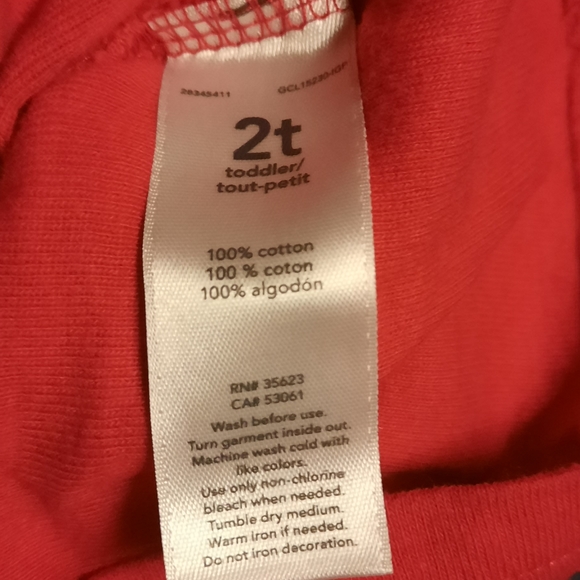 26345411
2t
toddler/
tout-petit
100% cotton
100 % coton
100% algodón
RN# 35623
CA# 53061
Wash before use.
Turn garment inside out.
Machine wash cold with
like colors.
Use only non-chlorine
bleach when needed.
Tumble dry medium.
Warm iron if needed.
Do not iron decoration.